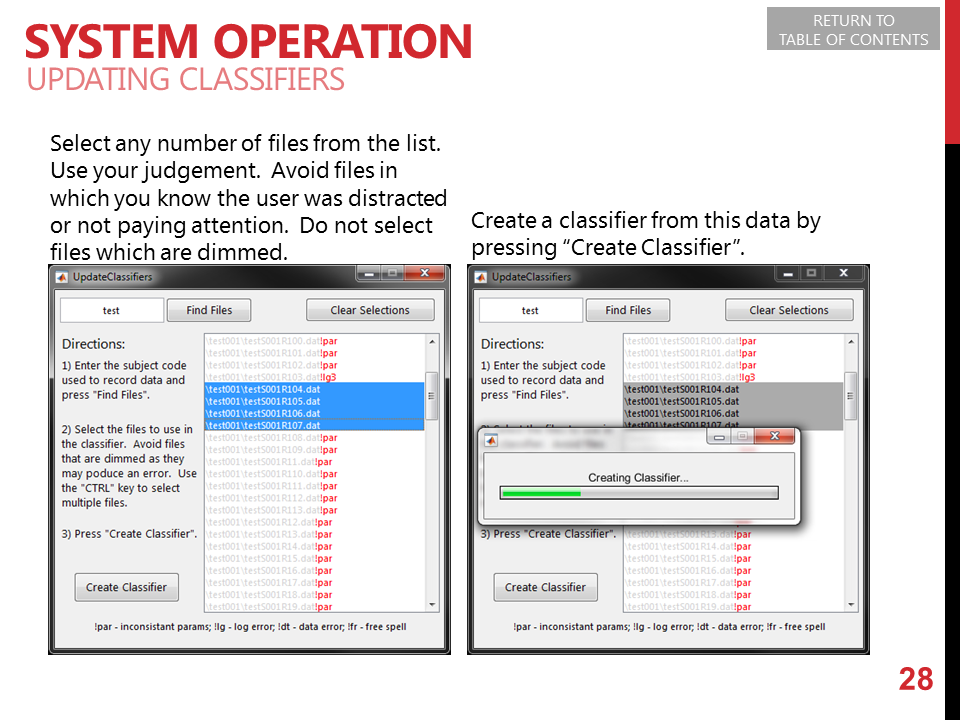 SYSTEM OPERATION
UPDATING CLASSIFIERS
RETURN TO
TABLE OF CONTENTS
Select any number of files from the list.
Use your judgement. Avoid files in
which you know the user was distracted
or not paying attention. Do not select
files which are dimmed.
Create a classifier from this data by
pressing “Create Classifier”.
UpdateClassifiers
test
Find Files
Clear Selections
Directions:
1) Enter the subject code
used to record data and
press "Find Files".
2) Select the files to use in
the classifier. Avoid files
that are dimmed as they
may poduce an error. Use
the "CTRL" key to select
multiple files.
3) Press "Create Classifier".
Create Classifier
\test001\testS001R100.dat!par
\test001\testS001R101.dat!par
\test001\testS001R102.dat!par
\test001\testS001R103.dat!lg3
\test001\testS001R104.dat
\test001\testS001R105.dat
\test001\testS001R106.dat
\test001\testS001R107.dat
\test001\testS001R108.dat!par
\test001\testS001R109.dat!par
\test001\testS001R11.dat!par
\test001\testS001R110.dat!par
\test001\testS001R111.dat!par
\test001\testS001R112.dat!par
\test001\testS001R113.dat!par
\test001\testS001R12.dat!par
\test001\testS001R13.dat!par
\test001\testS001R14.dat!par
\test001\testS001R15.dat!par
\test001\testS001R16.dat!par
\test001\testS001R17.dat!par
\test001\testS001R18.dat!par
\test001\testS001R19.dat!par
!par - inconsistant params; !lg - log error; !dt - data error; !fr - free spell
UpdateClassifiers
test
Find Files
Clear Selections
Directions:
1) Enter the subject code
used to record data and
press "Find Files".
3) Press "Create Classifier".
Create Classifier
\test001\testS001R100.dat!par
\test001\testS001R101.dat!par
\test001\testS001R102.dat!par
\test001\testS001R103.dat!lg3
\test001\testS001R104.dat
\test001\testS001R105.dat
\test001\testS001R106.dat
\test001\testS001R107.dat
Creating Classifier...
\test001\testS001R13.dat!par
\test001\testS001R14.dat!par
\test001\testS001R15.dat!par
\test001\testS001R16.dat!par
\test001\testS001R17.dat!par
\test001\testS001R18.dat!par
\test001\testS001R19.dat!par
!par - inconsistant params; !lg - log error; !dt - data error; !fr - free spell
28